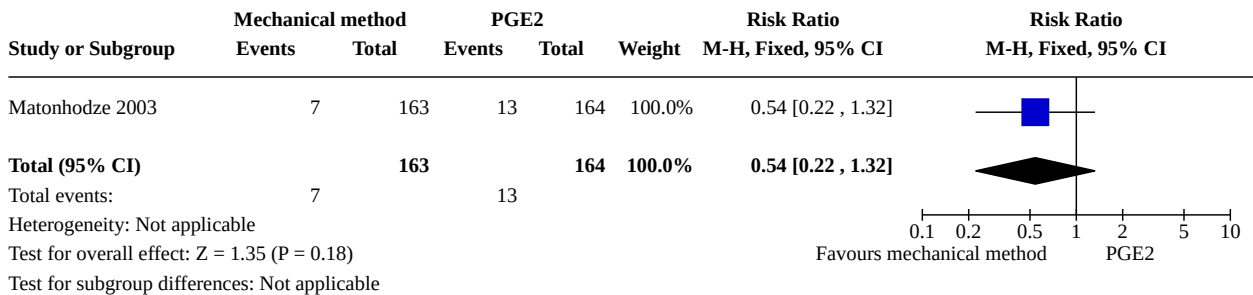 Mechanical method PGE2 Risk Ratio Risk Ratio
Study or Subgroup Events Total Events Total Weight M-H, Fixed, 95% CI M-H, Fixed, 95% CI
Matonhodze 2003 7 163 13 164 100.0% 0.54 [0.22 , 1.32]
Total (95% CI) 163 164 100.0% 0.54 [0.22 , 1.32]
Total events: 7 13
Heterogeneity: Not applicable
0.1 0.2 0.5 1 2 5 10
Test for overall effect: Z = 1.35 (P = 0.18) Favours mechanical method PGE2
Test for subgroup differences: Not applicable